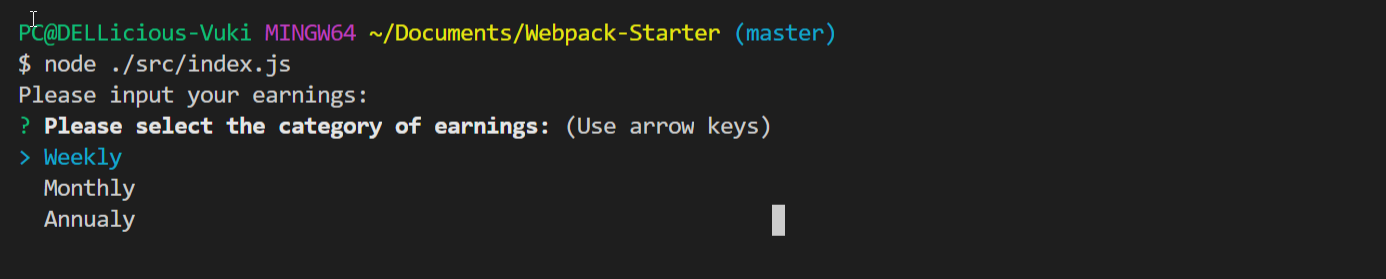 PC@DELLicious-Vuki MINGW64 ~/Documents/Webpack-Starter (master)
$ node ./src/index.js
Please input your earnings:
? Please select the category of earnings: (Use arrow keys)
> Weekly
  Monthly
  Annualy